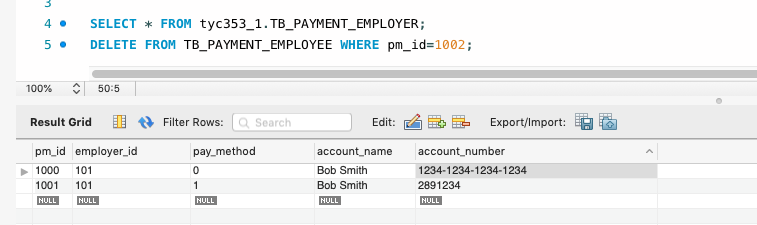 3
4 SELECT * FROM tyc353_1.TB_PAYMENT_EMPLOYER;
5 DELETE FROM TB_PAYMENT_EMPLOYEE WHERE pm_id=1002;
100% 50:5
Result Grid Filter Rows: Search Edit: Export/Import:
pm_id employer_id pay_method account_name account_number
1000 101 0 Bob Smith 1234-1234-1234-1234
1001 101 1 Bob Smith 2891234
NULL NULL NULL NULL NULL